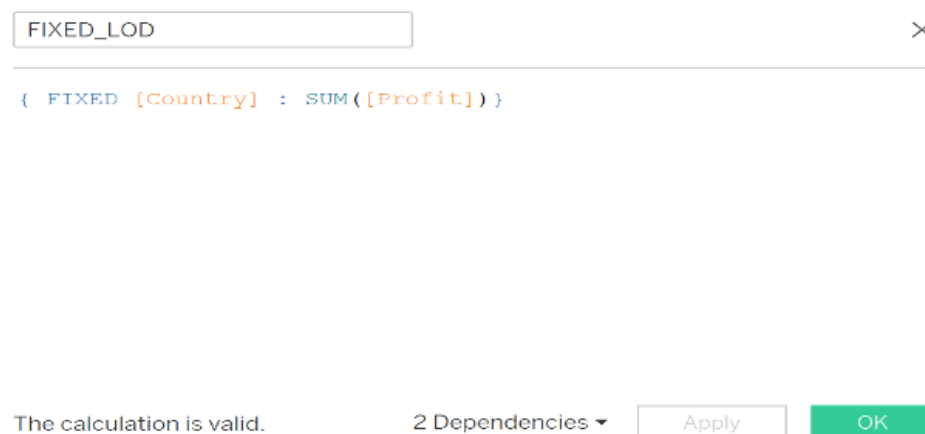 FIXED_LOD
{ FIXED [Country] : SUM([Profit])}
The calculation is valid. 2 Dependencies Apply OK